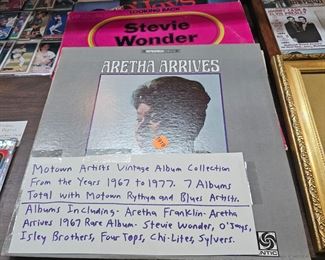 LOOKING BACK
Stevie
Wonder
ARETHA ARRIVES
Motown Artists Vintage Album Collection
From the Years 1967 to 1977. 7 Albums
Total with Motown Rythym and Blues Artists.
Albums Including- Aretha Franklin- Aretha
Arrives 1967 Rare Album- Stevie Wonder, O'Jays,
Isley Brothers, Four Tops, Chi-Lites, Sylvers.